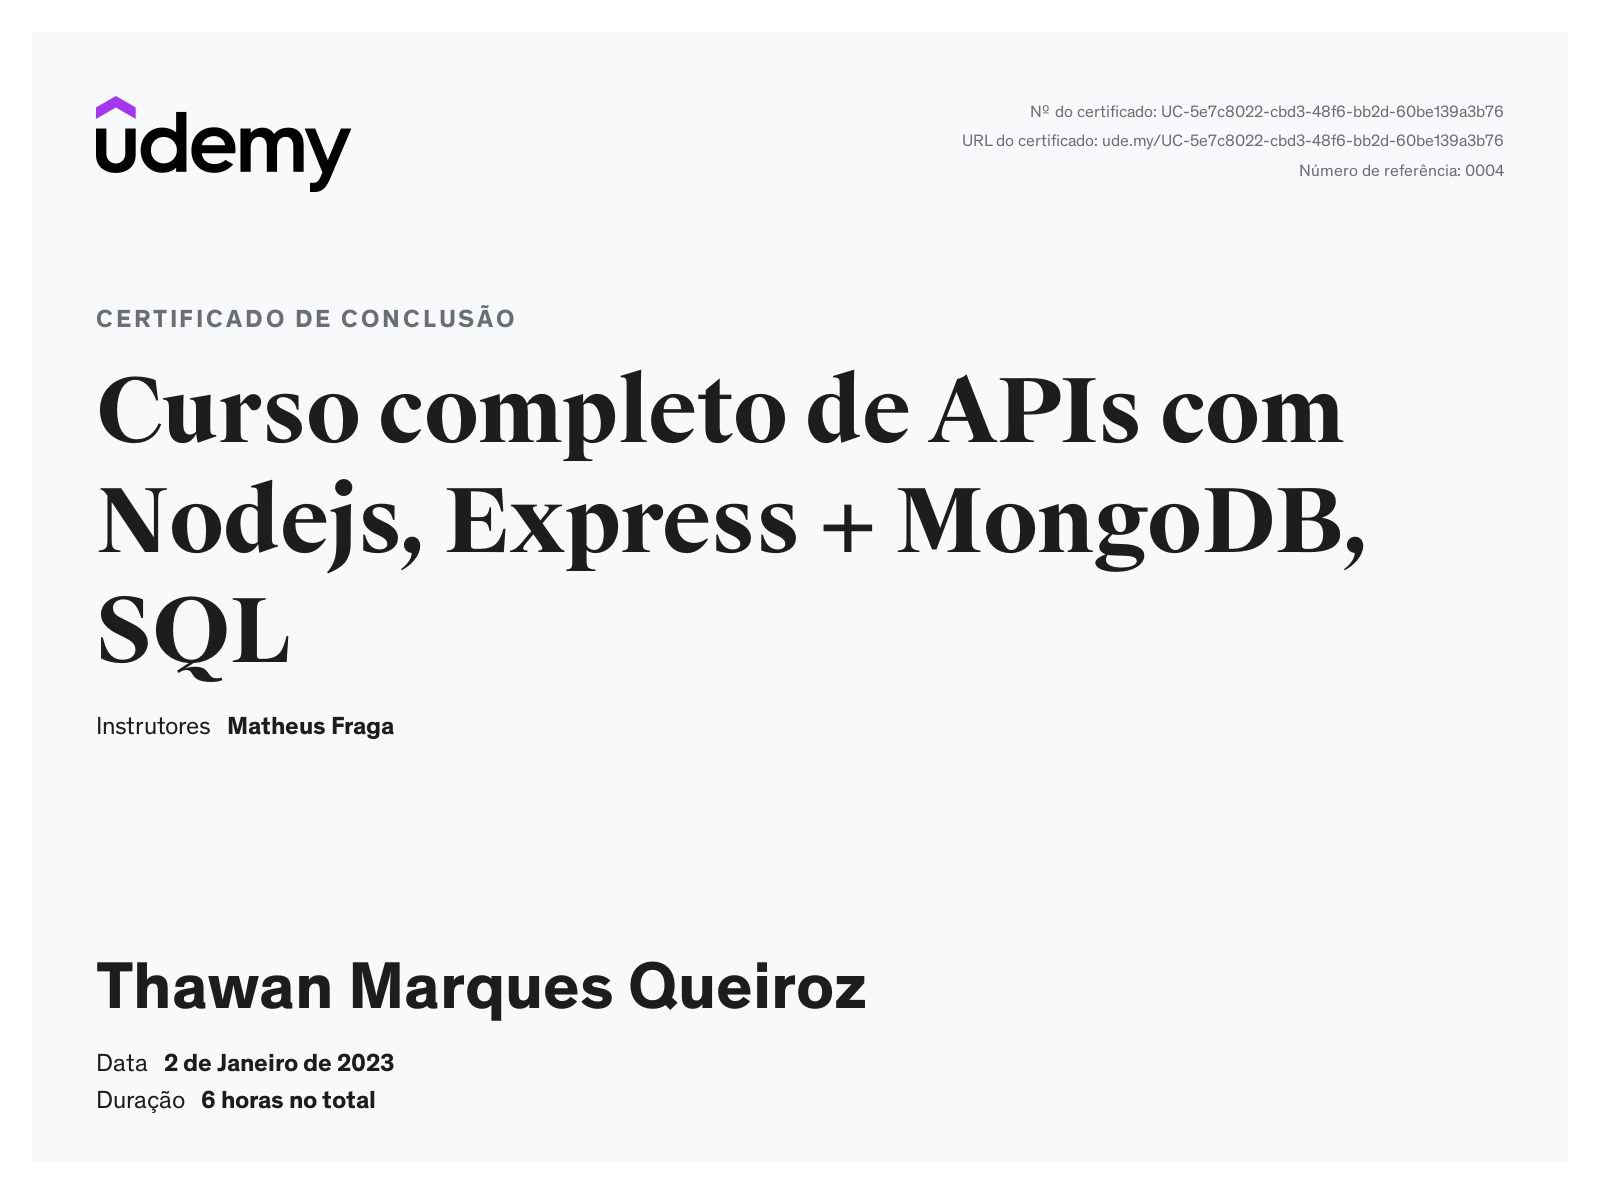 udemy
Nº do certificado: UC-5e7c8022-cbd3-48f6-bb2d-60be139a3b76
URL do certificado: ude.my/UC-5e7c8022-cbd3-48f6-bb2d-60be139a3b76
Número de referência: 0004
CERTIFICADO DE CONCLUSÃO
Curso completo de APIs com
Nodejs, Express + MongoDB,
SQL
Instrutores Matheus Fraga
Thawan Marques Queiroz
Data 2 de Janeiro de 2023
Duração 6 horas no total